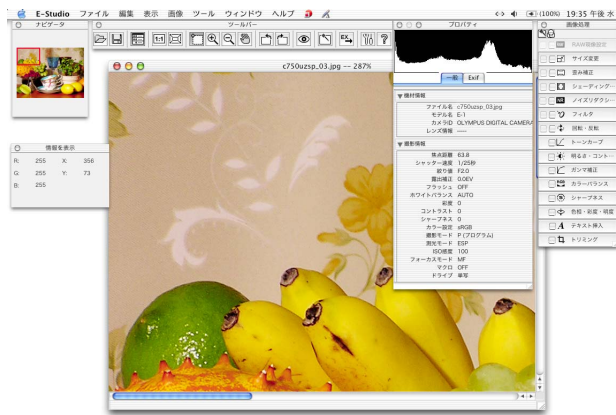 E-Studio ファイル 編集 表示 画像 ツール ウィンドウ ヘルプ (100%) 19:35 午後 水
ナビゲータ
ツールバー
プロパティ
画像処理
c750uzsp_03.jpg -- 287%
情報を表示
R: 255 X: 356
G: 255 Y: 73
B: 255
一般 Exif
▼機材情報
ファイル名 c750uzsp_03.jpg
モデル名 E-1
カメラID OLYMPUS DIGITAL CAMERA
レンズ情報 ----
▼撮影情報
焦点距離 63.8
シャッター速度 1/25秒
絞り値 F2.0
露出補正 0.0EV
フラッシュ OFF
ホワイトバランス AUTO
彩度 0
コントラスト 0
シャープネス 0
カラー設定 sRGB
撮影モード P (プログラム)
測光モード ESP
ISO感度 100
フォーカスモード MF
マクロ OFF
ドライブ 単写
RAW現像設定
サイズ変更
歪み補正
シェーディング…
ノイズリダクシ…
フィルタ
回転・反転
トーンカーブ
明るさ・コント…
ガンマ補正
カラーバランス
シャープネス
色相・彩度・明度
テキスト挿入
トリミング